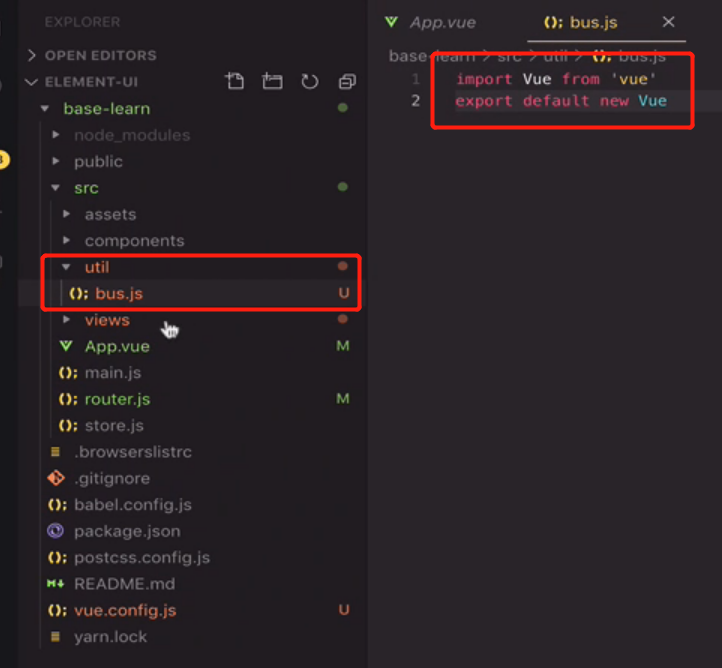 EXPLORER
OPEN EDITORS
ELEMENT-UI
base-learn
node_modules
public
src
assets
components
util
bus.js U
views
App.vue M
main.js
router.js M
store.js
.browserslistrc
.gitignore
babel.config.js
package.json
postcss.config.js
README.md
vue.config.js U
yarn.lock
App.vue
bus.js
base-learn > src > util > bus.js
1 import Vue from 'vue'
2 export default new Vue